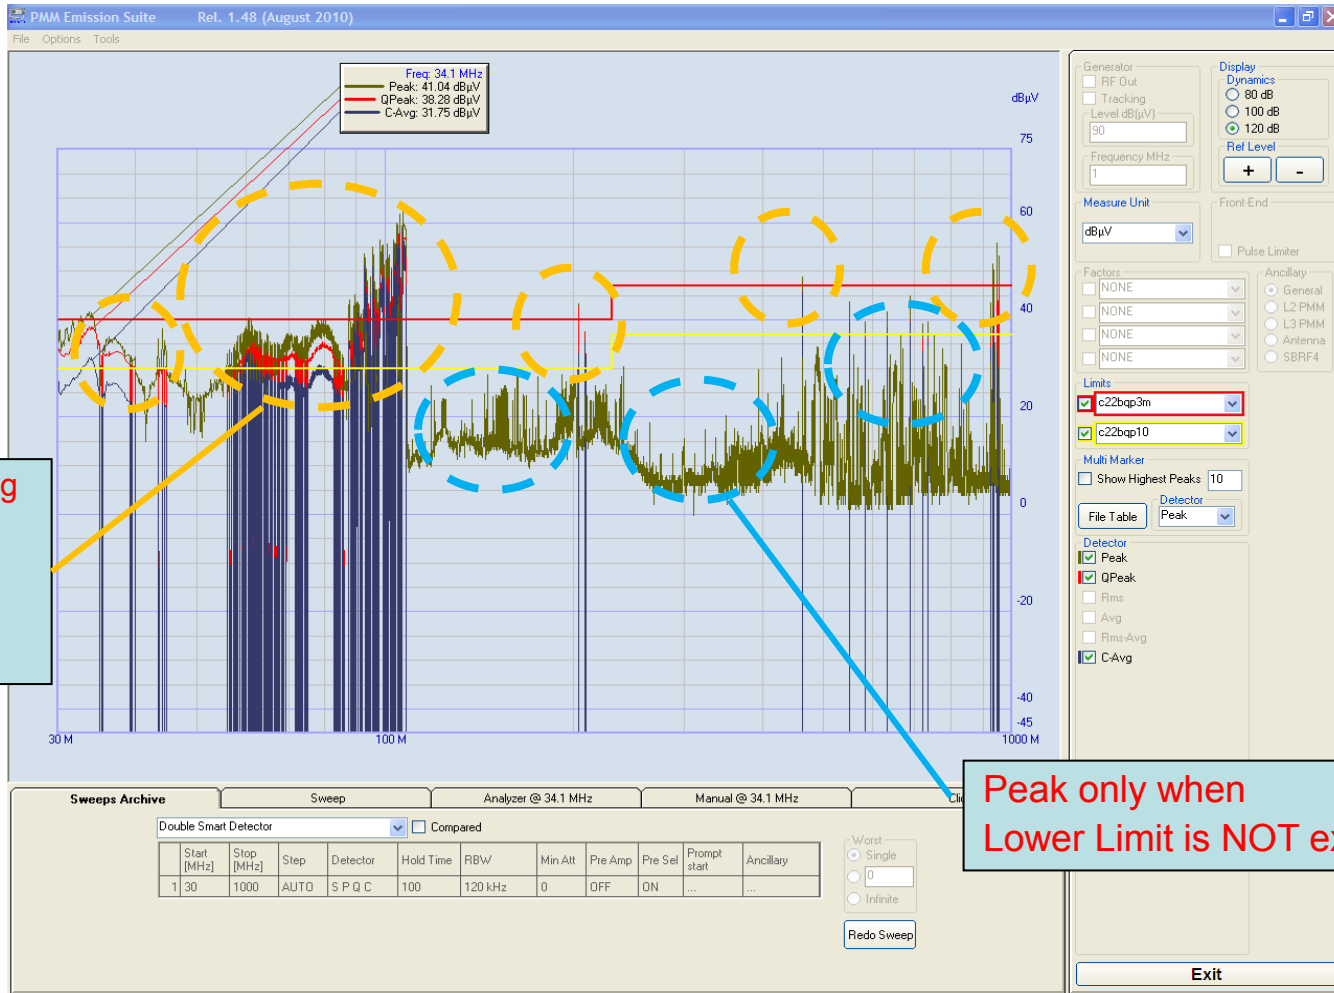 PMM Emission Suite Rel. 1.48 (August 2010)
File Options Tools
Freq: 34.1 MHz
Peak: 41.04 dBµV
QPeak: 38.28 dBµV
C-Avg: 31.75 dBµV
dBµV
75
60
40
20
0
-20
-40
-45
30 M
100 M
1000 M
g
Peak only when
Lower Limit is NOT ex
Generator
RF Out
Tracking
Level dB(µV)
90
Frequency MHz
1
Display
Dynamics
80 dB
100 dB
120 dB
Ref Level
+ -
Measure Unit
dBµV
Front-End
Pulse Limiter
Factors
NONE
NONE
NONE
NONE
Ancillary
General
L2 PMM
L3 PMM
Antenna
SBRF4
Limits
c22bqp3m
c22bqp10
Multi Marker
Show Highest Peaks 10
File Table
Detector
Peak
Detector
Peak
QPeak
Rms
Avg
Rms-Avg
C-Avg
Sweeps Archive Sweep Analyzer @ 34.1 MHz Manual @ 34.1 MHz
Double Smart Detector Compared
Start [MHz] Stop [MHz] Step Detector Hold Time RBW Min Att Pre Amp Pre Sel Prompt start Ancillary
1 30 1000 AUTO S P Q C 100 120 kHz 0 OFF ON ... ...
Worst
Single
0
Infinite
Redo Sweep
Exit